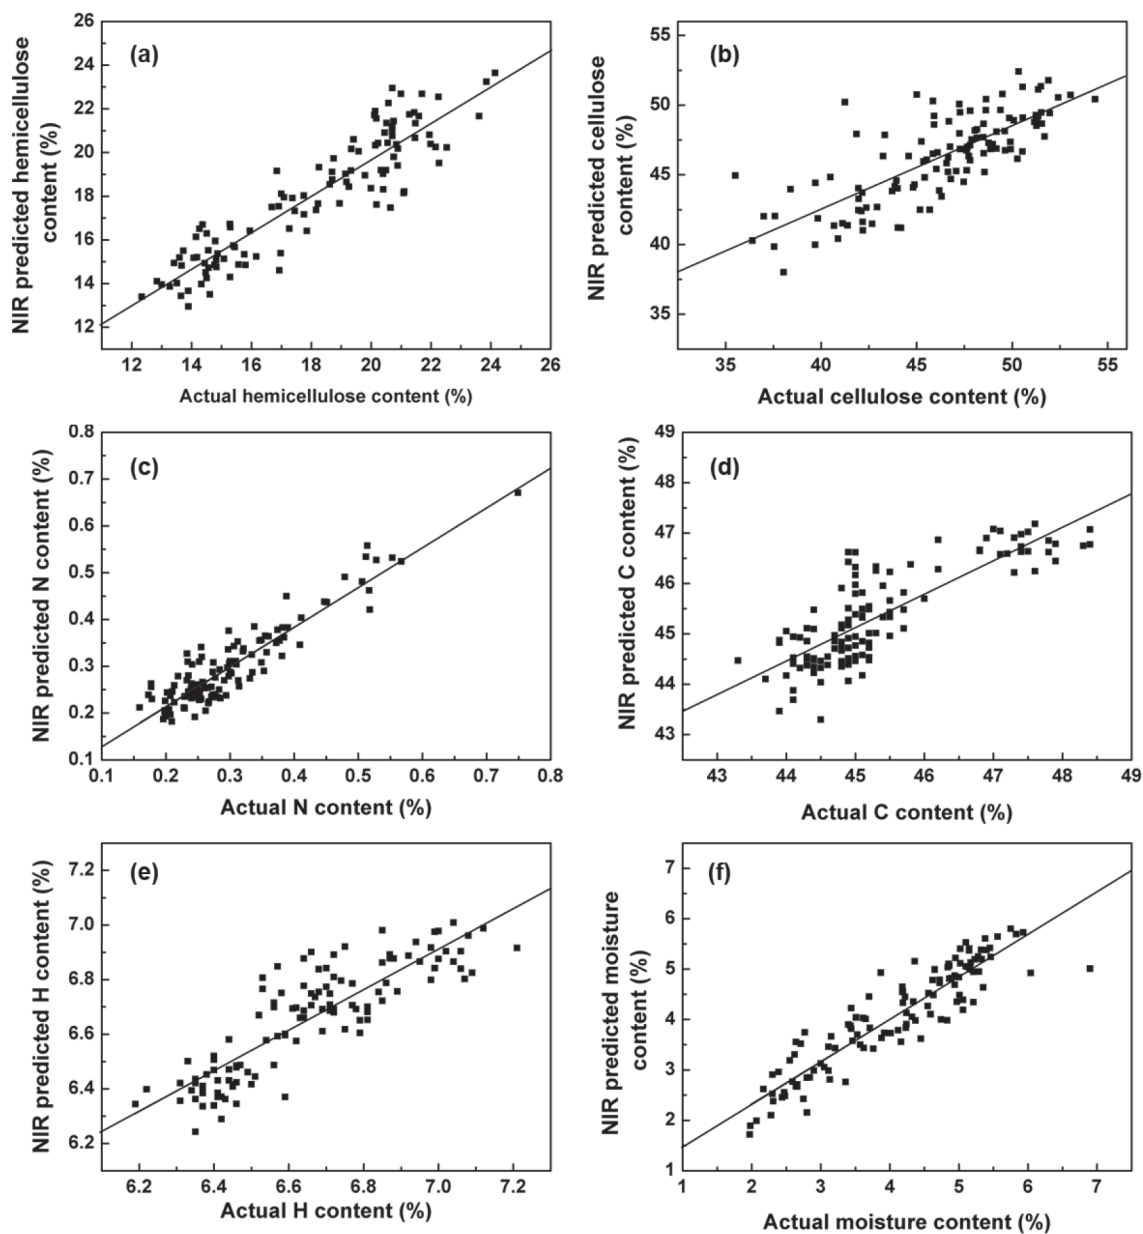 (a)
NIR predicted hemicellulose
content (%)
26
24
22
20
18
16
14
12
12 14 16 18 20 22 24 26
Actual hemicellulose content (%)
(b)
NIR predicted cellulose
content (%)
55
50
45
40
35
35 40 45 50 55
Actual cellulose content (%)
(c)
NIR predicted N content (%)
0.8
0.7
0.6
0.5
0.4
0.3
0.2
0.1
0.1 0.2 0.3 0.4 0.5 0.6 0.7 0.8
Actual N content (%)
(d)
NIR predicted C content (%)
49
48
47
46
45
44
43
43 44 45 46 47 48 49
Actual C content (%)
(e)
NIR predicted H content (%)
7.2
7.0
6.8
6.6
6.4
6.2
6.2 6.4 6.6 6.8 7.0 7.2
Actual H content (%)
(f)
NIR predicted moisture
content (%)
7
6
5
4
3
2
1
1 2 3 4 5 6 7
Actual moisture content (%)